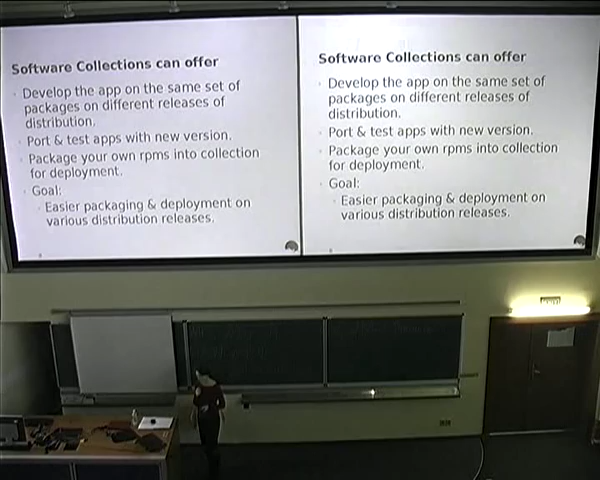 Software Collections can offer
Develop the app on the same set of
packages on different releases of
distribution.
Port & test apps with new version.
Package your own rpms into collection
for deployment.
Goal:
Easier packaging & deployment on
various distribution releases.
Software Collections can offer
Develop the app on the same set of
packages on different releases of
distribution.
Port & test apps with new version.
Package your own rpms into collection
for deployment.
Goal:
Easier packaging & deployment on
various distribution releases.